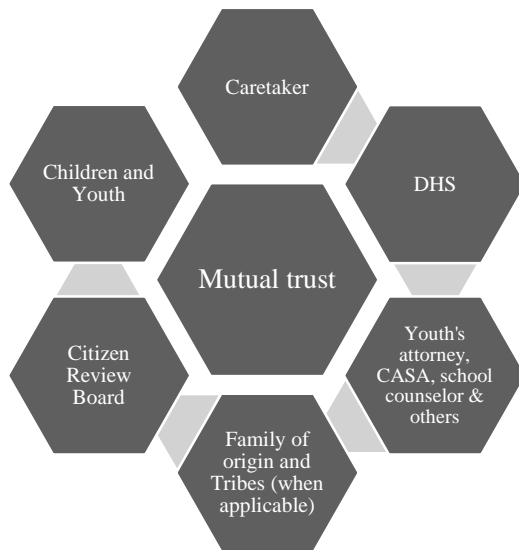 Caretaker
DHS
Youth's
attorney,
CASA, school
counselor &
others
Family of
origin and
Tribes (when
applicable)
Citizen
Review
Board
Children and
Youth
Mutual trust